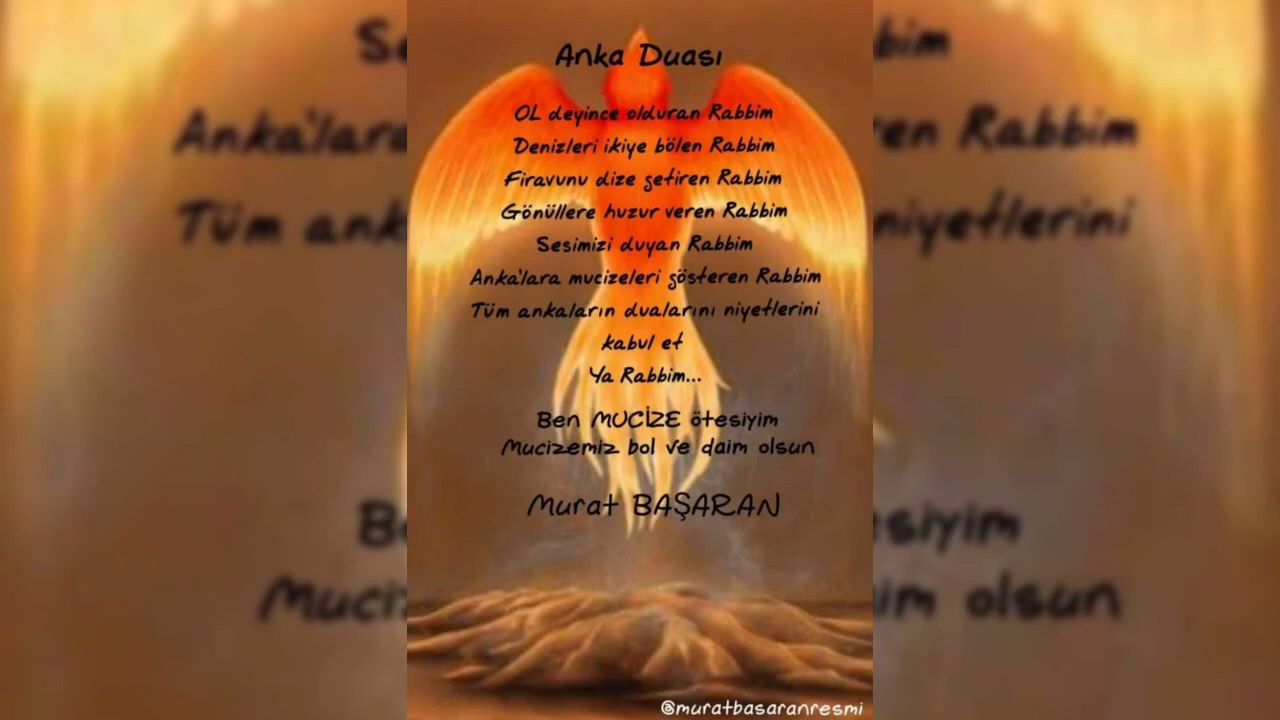 Anka Duası
OL deyince olduran Rabbim
Denizleri ikiye bölen Rabbim
Firavunu dize getiren Rabbim
Gönüllere huzur veren Rabbim
Sesimizi duyan Rabbim
Anka'lara mucizeleri gösteren Rabbim
Tüm ankaların dualarını niyetlerini
kabul et
Ya Rabbim...
Ben MUCİZE ötesiyim
Mucizemiz bol ve daim olsun
Murat BAŞARAN
@muratbasaranresmi